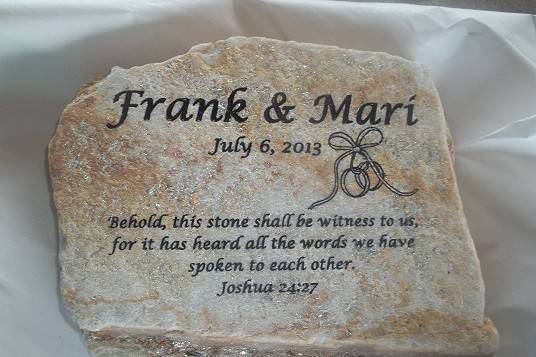 Frank & Mari
July 6, 2013
Behold, this stone shall be witness to us,
for it has heard all the words we have
spoken to each other.
Joshua 24:27